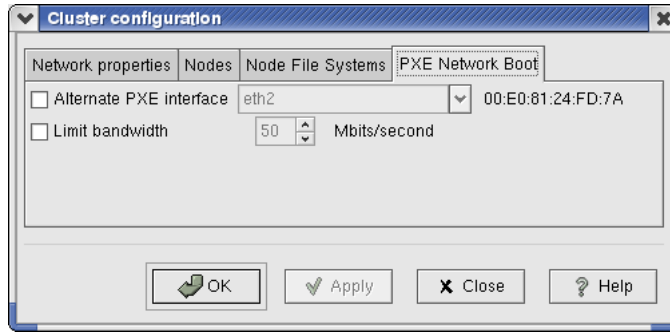 Cluster configuration
Network properties Nodes Node File Systems PXE Network Boot
Alternate PXE interface eth2 00:E0:81:24:FD:7A
Limit bandwidth 50 Mbits/second
OK Apply Close Help